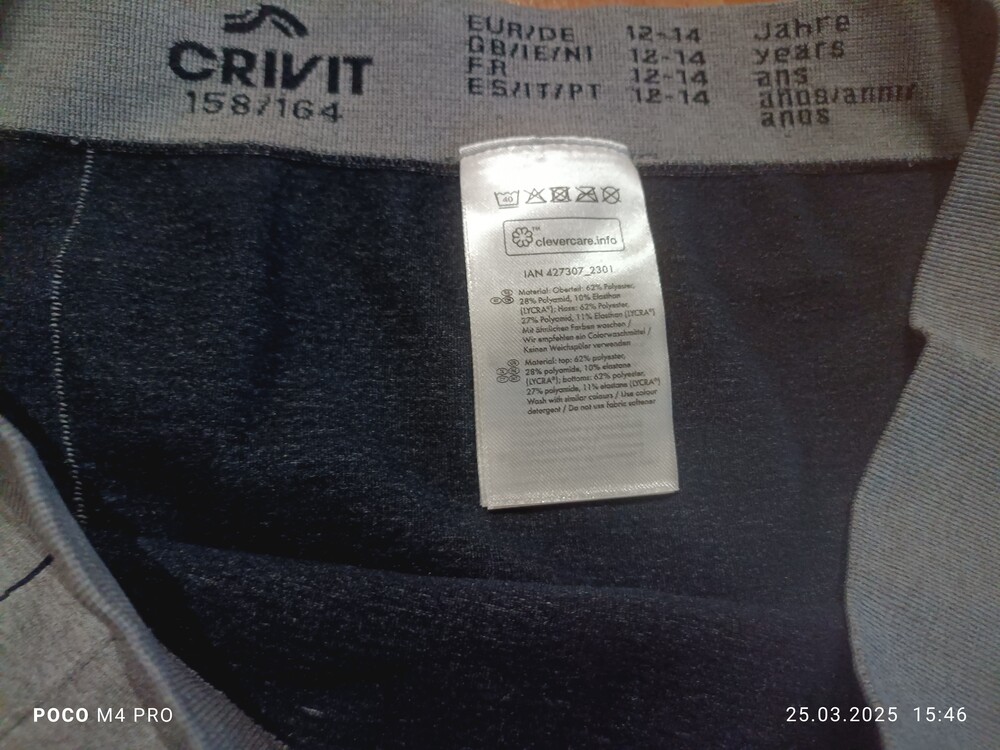 CRIVIT
158/164
EUR/DE 12-14 Jahre
GB/IE/NI 12-14 years
FR 12-14 ans
ES/IT/PT 12-14 años/anni/
anos
40
clevercare.info
IAN 427307_2301
Material: Oberteil: 62% Polyester,
28% Polyamid, 10% Elasthan
(LYCRA®); Hose: 62% Polyester,
27% Polyamid, 11% Elasthan (LYCRA®)
Mit ähnlichen Farben waschen /
Wir empfehlen ein Colorwaschmittel /
Keinen Weichspüler verwenden
Material: top: 62% polyester,
28% polyamide, 10% elastane
(LYCRA®); bottoms: 62% polyester,
27% polyamide, 11% elastane (LYCRA®)
Wash with similar colours / Use colour
detergent / Do not use fabric softener
POCO M4 PRO
25.03.2025 15:46